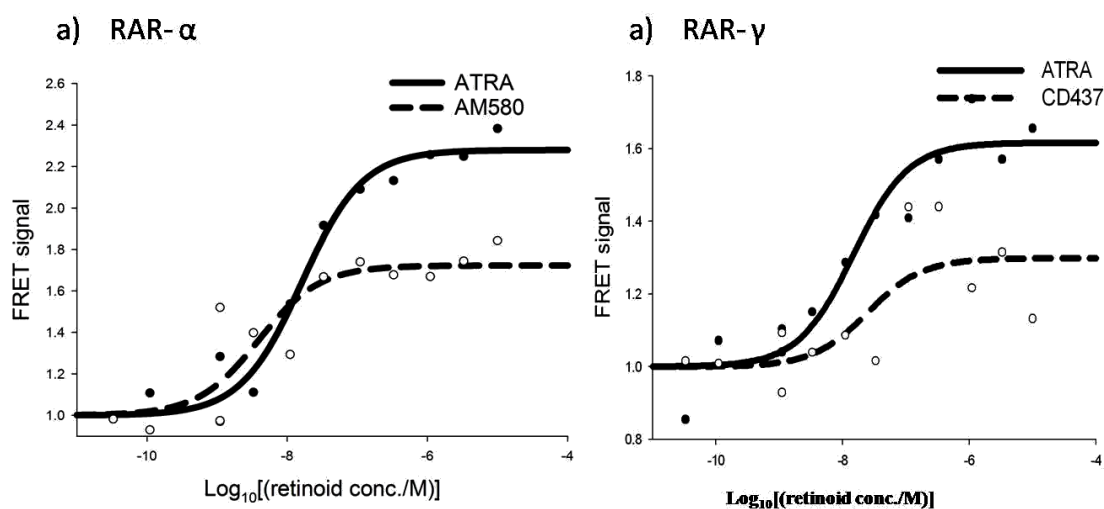 a) RAR- α
ATRA
AM580
FRET signal
2.6
2.4
2.2
2.0
1.8
1.6
1.4
1.2
1.0
-10
-8
-6
-4
Log10[(retinoid conc./M)]
a) RAR- γ
ATRA
CD437
FRET signal
1.8
1.6
1.4
1.2
1.0
0.8
-10
-8
-6
-4
Log10[(retinoid conc./M)]